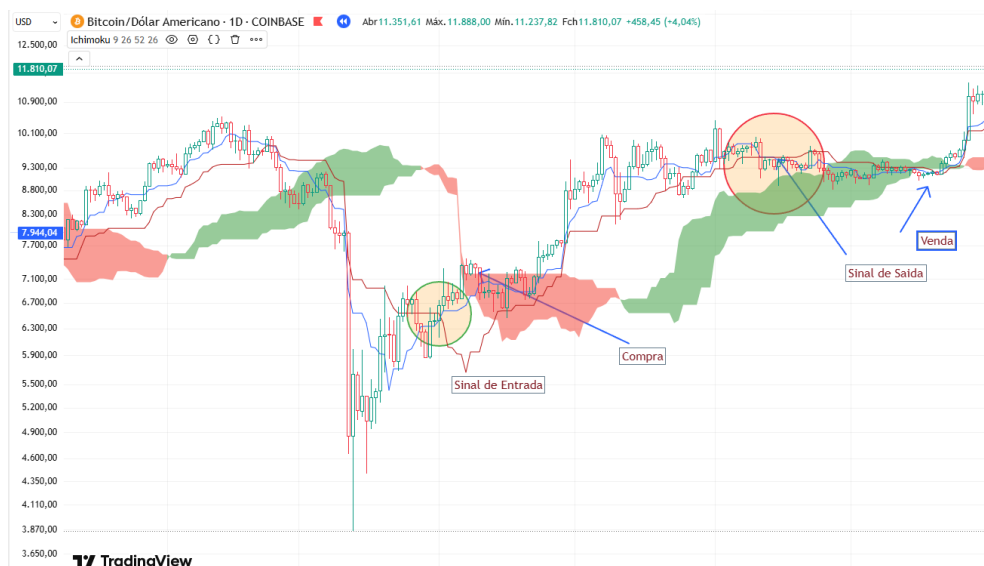 USD
Bitcoin/Dólar Americano · 1D · COINBASE Abr11.351,61 Máx.11.888,00 Mín.11.237,82 Fch11.810,07 +458,45 (+4,04%)
Ichimoku 9 26 52 26
12.500,00
11.810,07
10.900,00
10.100,00
9.300,00
8.800,00
8.300,00
7.944,04
7.700,00
7.100,00
6.700,00
6.300,00
5.900,00
5.500,00
5.200,00
4.900,00
4.600,00
4.350,00
4.110,00
3.870,00
3.650,00
Venda
Sinal de Saída
Compra
Sinal de Entrada
TradingView